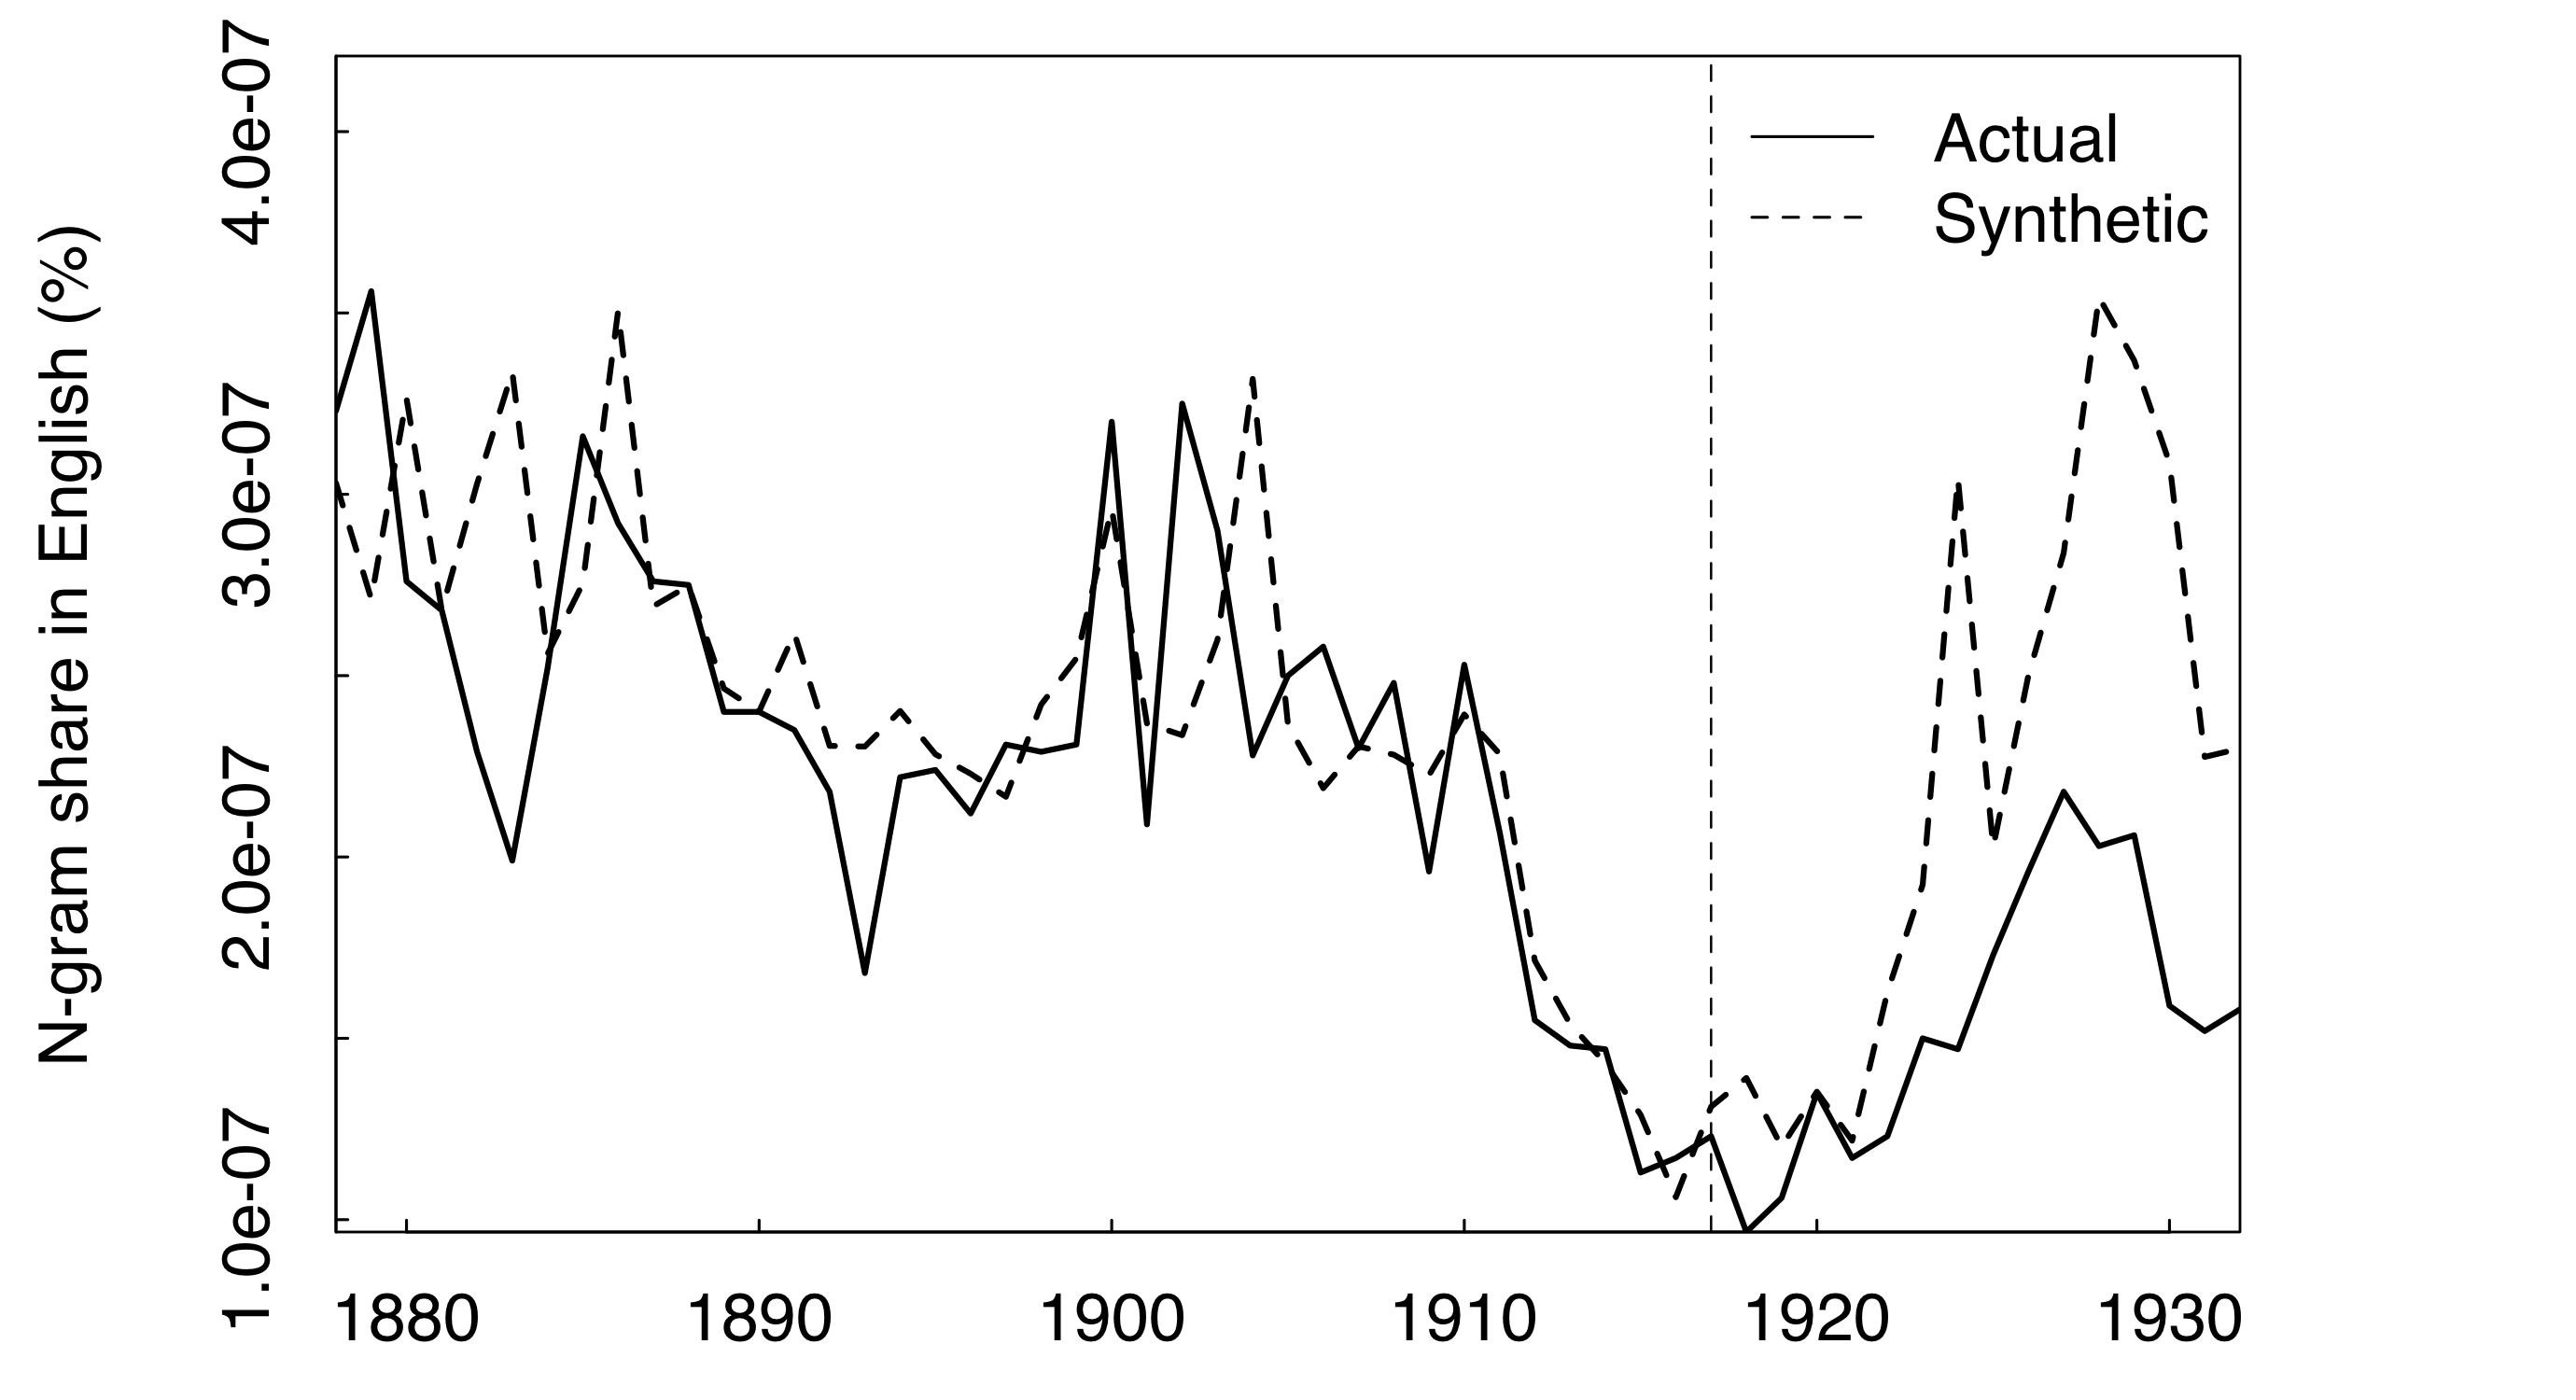 N-gram share in English (%)
4.0e-07
3.0e-07
2.0e-07
1.0e-07
Actual
Synthetic
1880 1890 1900 1910 1920 1930